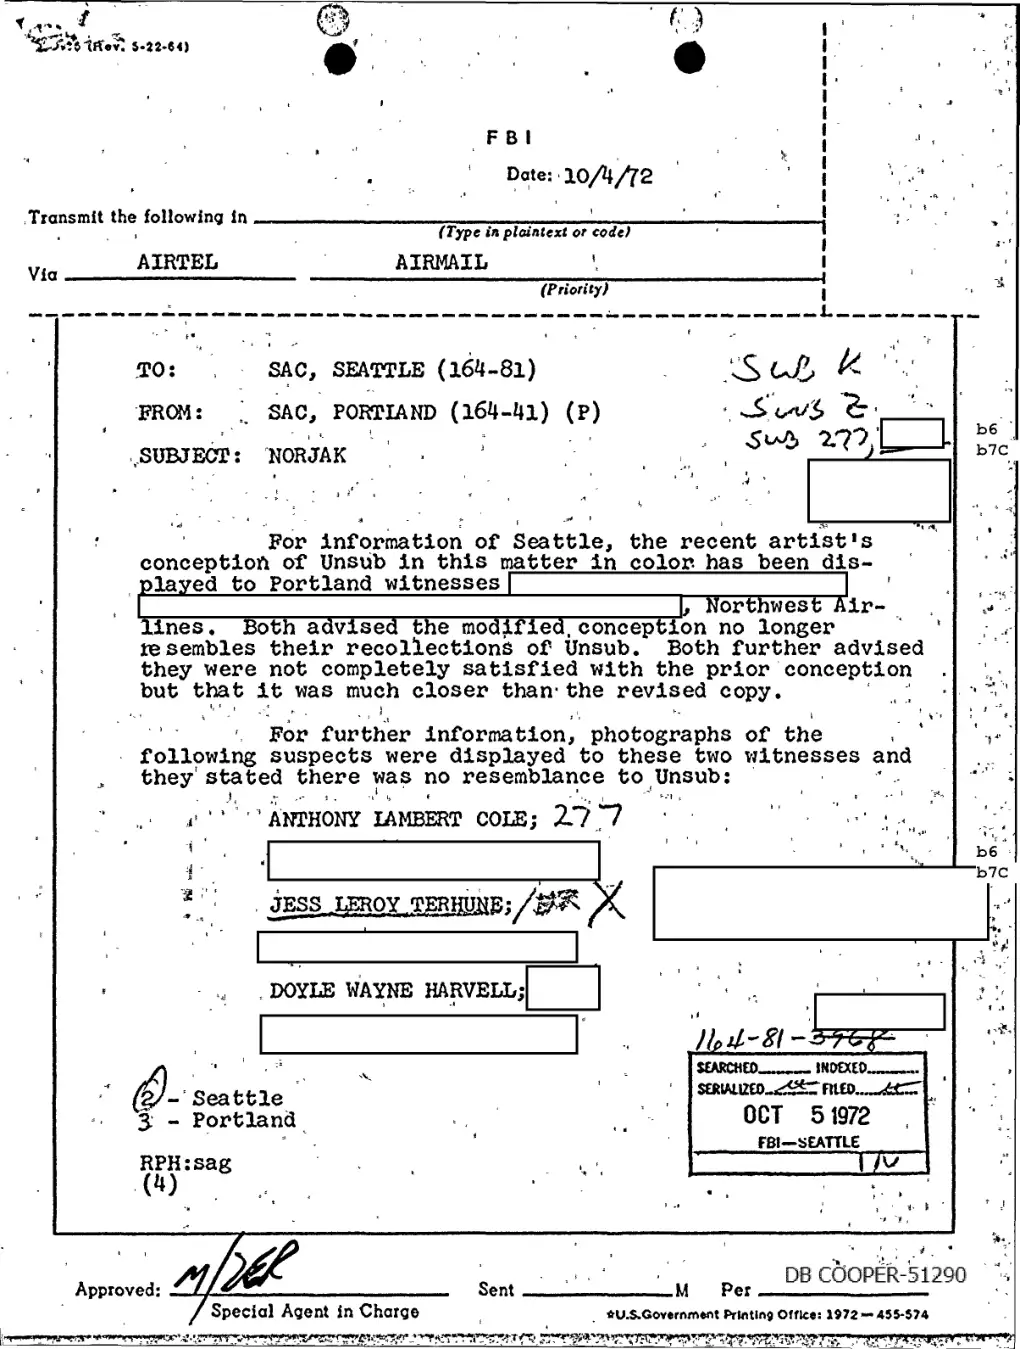 (Rev. 5-22-64)
FBI
Date: 10/4/72
Transmit the following in
(Type in plaintext or code)
Via AIRTEL AIRMAIL
(Priority)
TO: SAC, SEATTLE (164-81)
FROM: SAC, PORTLAND (164-41) (P)
SUBJECT: NORJAK
SUB K
SUB Z
SUB 277,
b6
b7C
For information of Seattle, the recent artist's
conception of Unsub in this matter in color has been dis-
played to Portland witnesses
, Northwest Air-
lines. Both advised the modified conception no longer
resembles their recollections of Unsub. Both further advised
they were not completely satisfied with the prior conception
but that it was much closer than the revised copy.
For further information, photographs of the
following suspects were displayed to these two witnesses and
they stated there was no resemblance to Unsub:
ANTHONY LAMBERT COLE; 277
b6
b7C
JESS LEROY TERHUNE; X
DOYLE WAYNE HARVELL;
164-81-3968
SEARCHED INDEXED
SERIALIZED FILED
OCT 5 1972
FBI—SEATTLE
2 - Seattle
3 - Portland
RPH:sag
(4)
Approved: Sent M Per
Special Agent in Charge
DB COOPER-51290
☆U.S.Government Printing Office: 1972 — 455-574